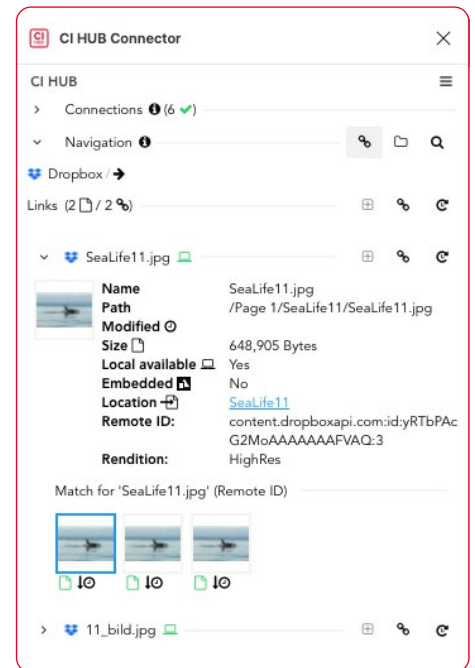 CI HUB CI HUB Connector
CI HUB
Connections (6 ✔)
Navigation
Dropbox /
Links (2 / 2 )
SeaLife11.jpg
Name SeaLife11.jpg
Path /Page 1/SeaLife11/SeaLife11.jpg
Modified
Size 648,905 Bytes
Local available Yes
Embedded No
Location SeaLife11
Remote ID: content.dropboxapi.com:id:yRTbPAc
G2MoAAAAAAAFVAQ:3
Rendition: HighRes
Match for 'SeaLife11.jpg' (Remote ID)
11_bild.jpg